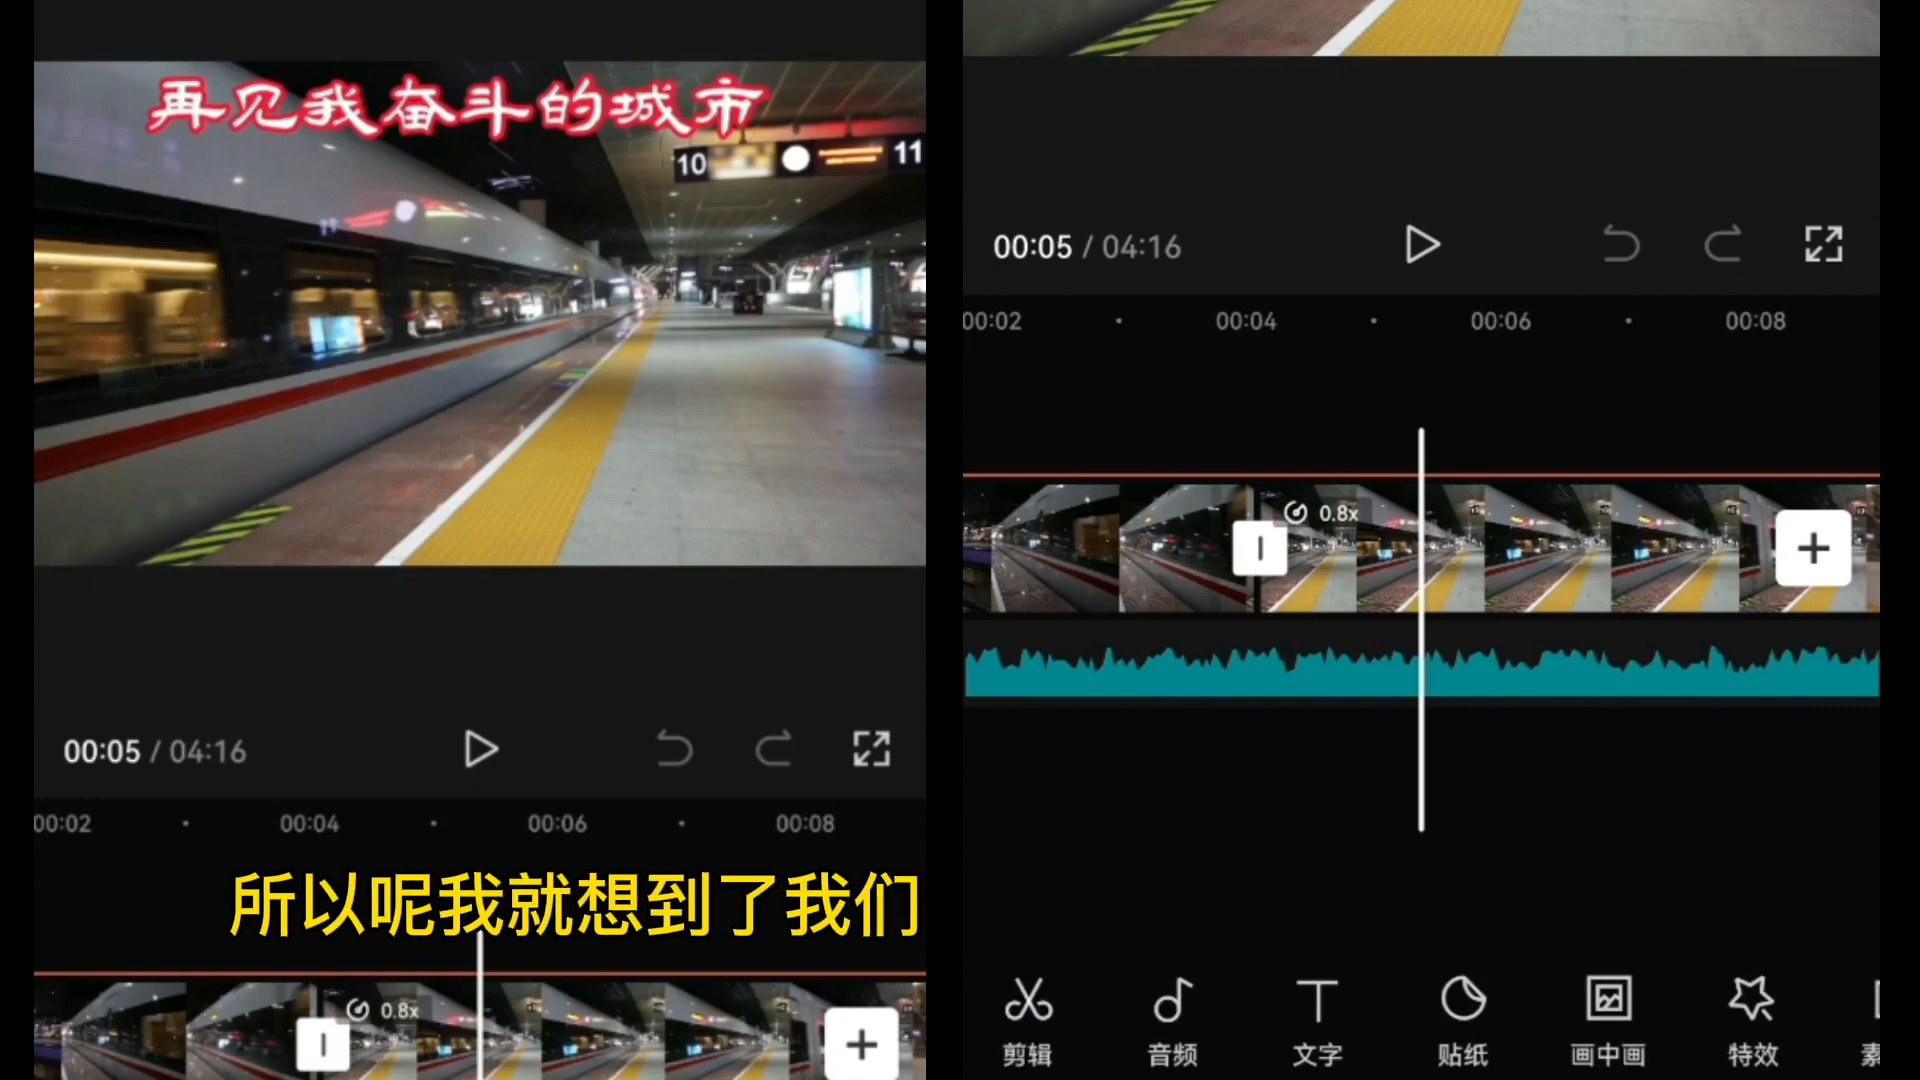 再见我奋斗的城市
10
11
00:05 / 04:16
00:02
00:04
00:06
00:08
所以呢我就想到了我们
0.8x
00:05 / 04:16
00:02
00:04
00:06
00:08
0.8x
剪辑
音频
文字
贴纸
画中画
特效